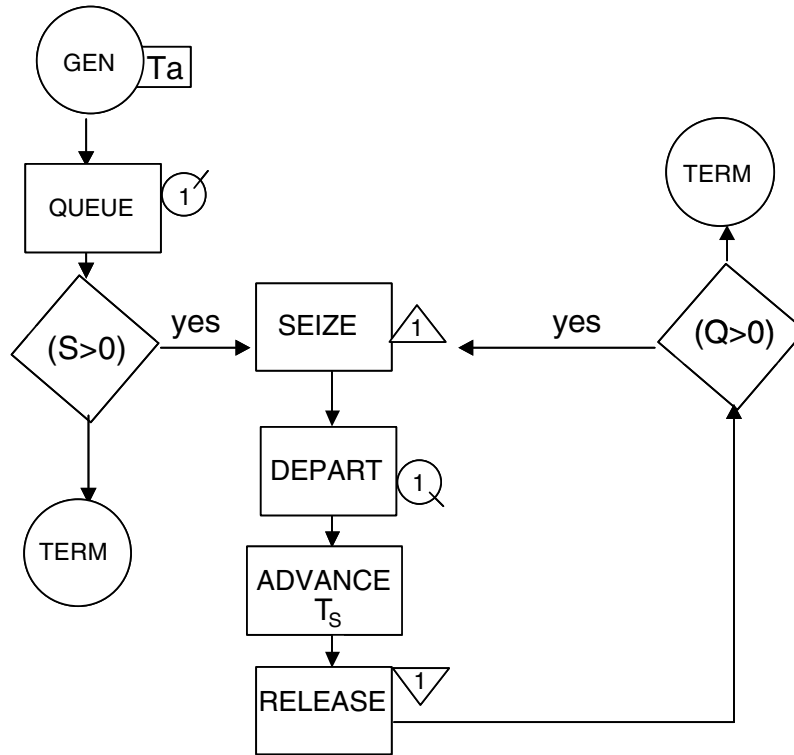 GEN
Ta
QUEUE
1
(S>0)
yes
TERM
SEIZE
1
DEPART
1
ADVANCE
Ts
RELEASE
1
yes
(Q>0)
TERM